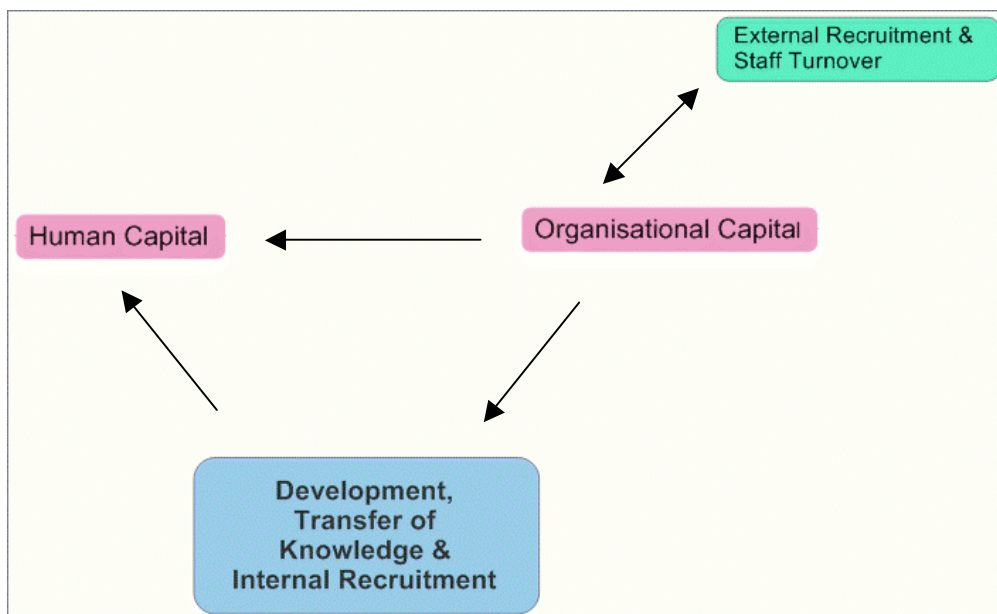 External Recruitment &
Staff Turnover
Human Capital
Organisational Capital
Development,
Transfer of
Knowledge &
Internal Recruitment